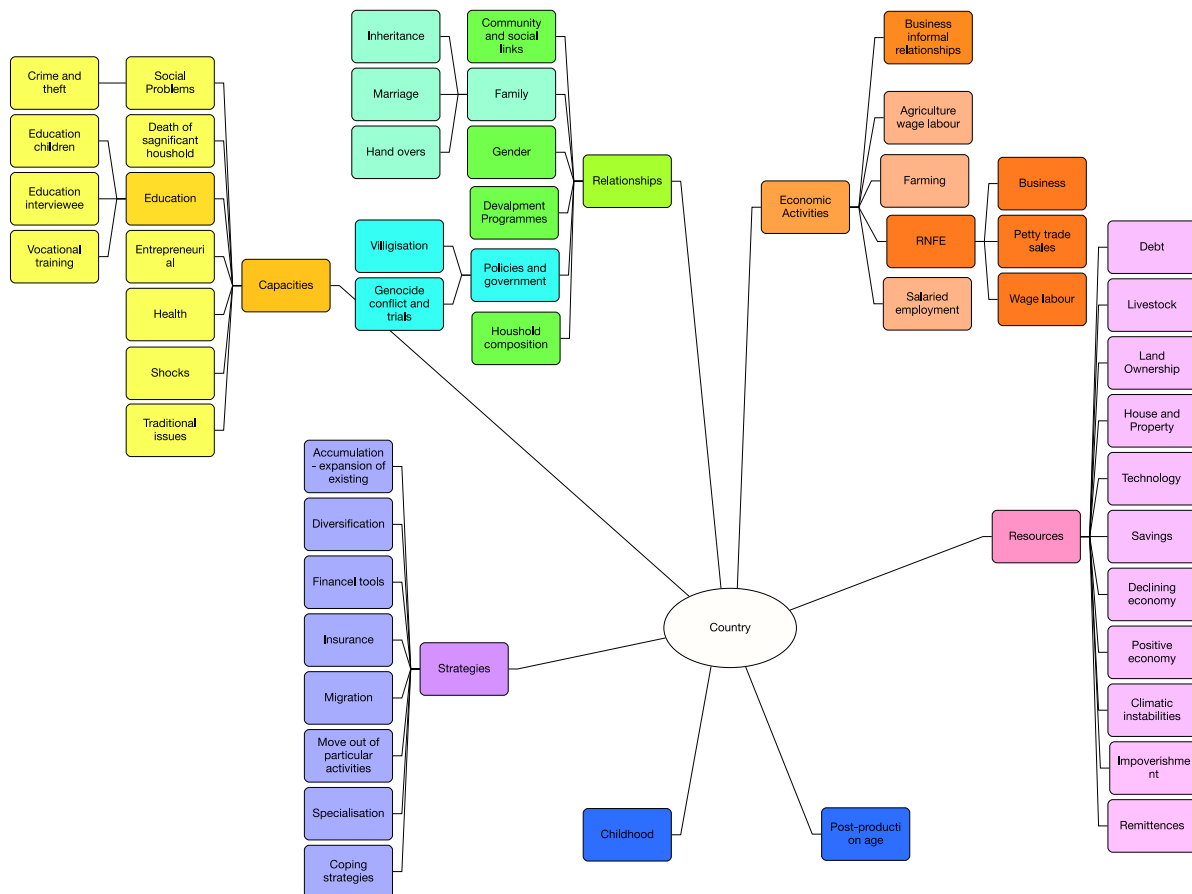 Crime and
theft
Education
children
Education
interviewee
Vocational
training
Social
Problems
Death of
sagnificant
houshold
Education
Entrepreneuri
al
Health
Shocks
Traditional
issues
Capacities
Inheritance
Marriage
Hand overs
Villigisation
Genocide
conflict and
trials
Community
and social
links
Family
Gender
Devalpment
Programmes
Policies and
government
Houshold
composition
Relationships
Economic
Activities
Business
informal
relationships
Agriculture
wage labour
Farming
RNFE
Salaried
employment
Business
Petty trade
sales
Wage labour
Debt
Livestock
Land
Ownership
House and
Property
Technology
Savings
Declining
economy
Positive
economy
Climatic
instabilities
Impoverishme
nt
Remittences
Resources
Accumulation
- expansion of
existing
Diversification
Financel tools
Insurance
Migration
Move out of
particular
activities
Specialisation
Coping
strategies
Strategies
Country
Childhood
Post-producti
on age